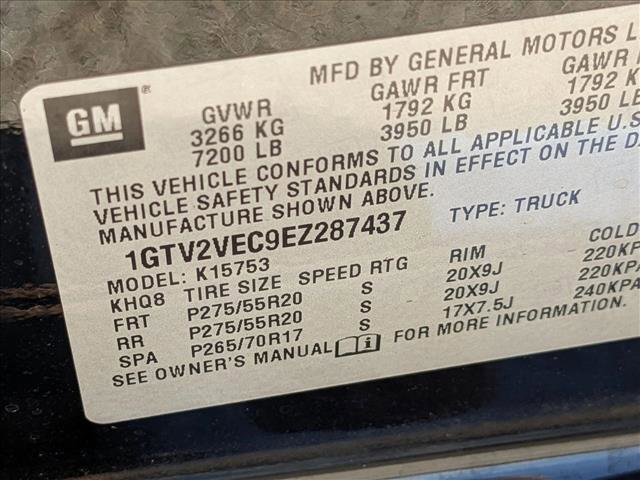 MFD BY GENERAL MOTORS L
GM®
GVWR GAWR FRT GAWR
3266 KG 1792 KG 1792 K
7200 LB 3950 LB 3950 LB
THIS VEHICLE CONFORMS TO ALL APPLICABLE U.S
VEHICLE SAFETY STANDARDS IN EFFECT ON THE DA
MANUFACTURE SHOWN ABOVE.
1GTV2VEC9EZ287437 TYPE: TRUCK
MODEL: K15753
KHQ8 TIRE SIZE SPEED RTG RIM COLD
FRT P275/55R20 S 20X9J 220KP
RR P275/55R20 S 20X9J 220KPA
SPA P265/70R17 S 17X7.5J 240KPA
SEE OWNER'S MANUAL FOR MORE INFORMATION.